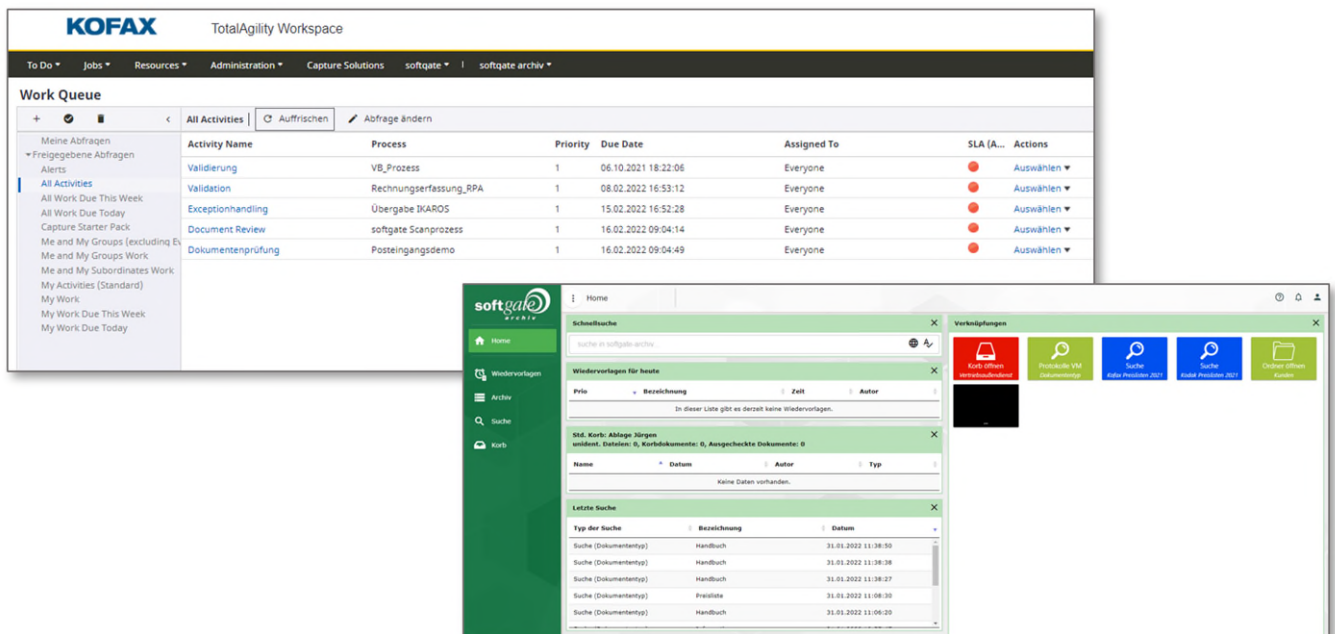 KOFAX TotalAgility Workspace
To Do Jobs Resources Administration Capture Solutions softgate | softgate archiv
Work Queue
All Activities Auffrischen Abfrage ändern
Meine Abfragen
Freigegebene Abfragen
Alerts
All Activities
All Work Due This Week
All Work Due Today
Capture Starter Pack
Me and My Groups (excluding Ev
Me and My Groups Work
Me and My Subordinates Work
My Activities (Standard)
My Work
My Work Due This Week
My Work Due Today
Activity Name Process Priority Due Date Assigned To SLA (A... Actions
Validierung VB_Prozess 1 06.10.2021 18:22:06 Everyone Auswählen
Validation Rechnungserfassung_RPA 1 08.02.2022 16:53:12 Everyone Auswählen
Exceptionhandling Übergabe IKAROS 1 15.02.2022 16:52:28 Everyone Auswählen
Document Review softgate Scanprozess 1 16.02.2022 09:04:14 Everyone Auswählen
Dokumentenprüfung Posteingangsdemo 1 16.02.2022 09:04:49 Everyone Auswählen
softgate
archiv
Home
Wiedervorlagen
Archiv
Suche
Korb
Home
Schnellsuche
suche in softgate-archiv...
Wiedervorlagen für heute
Prio Bezeichnung Zeit Autor
In dieser Liste gibt es derzeit keine Wiedervorlagen.
Std. Korb: Ablage Jürgen
unident. Dateien: 0, Korbdokumente: 0, Ausgecheckte Dokumente: 0
Name Datum Autor Typ
Keine Daten vorhanden.
Letzte Suche
Typ der Suche Bezeichnung Datum
Suche (Dokumententyp) Handbuch 31.01.2022 11:38:50
Suche (Dokumententyp) Handbuch 31.01.2022 11:38:38
Suche (Dokumententyp) Handbuch 31.01.2022 11:38:27
Suche (Dokumententyp) Preisliste 31.01.2022 11:08:30
Suche (Dokumententyp) Handbuch 31.01.2022 11:06:20
Verknüpfungen
Korb öffnen
Vertriebsaußendienst
Protokolle VM
Dokumententyp
Suche
Kofax Preislisten 2021
Suche
Kodak Preislisten 2021
Ordner öffnen
Kunden